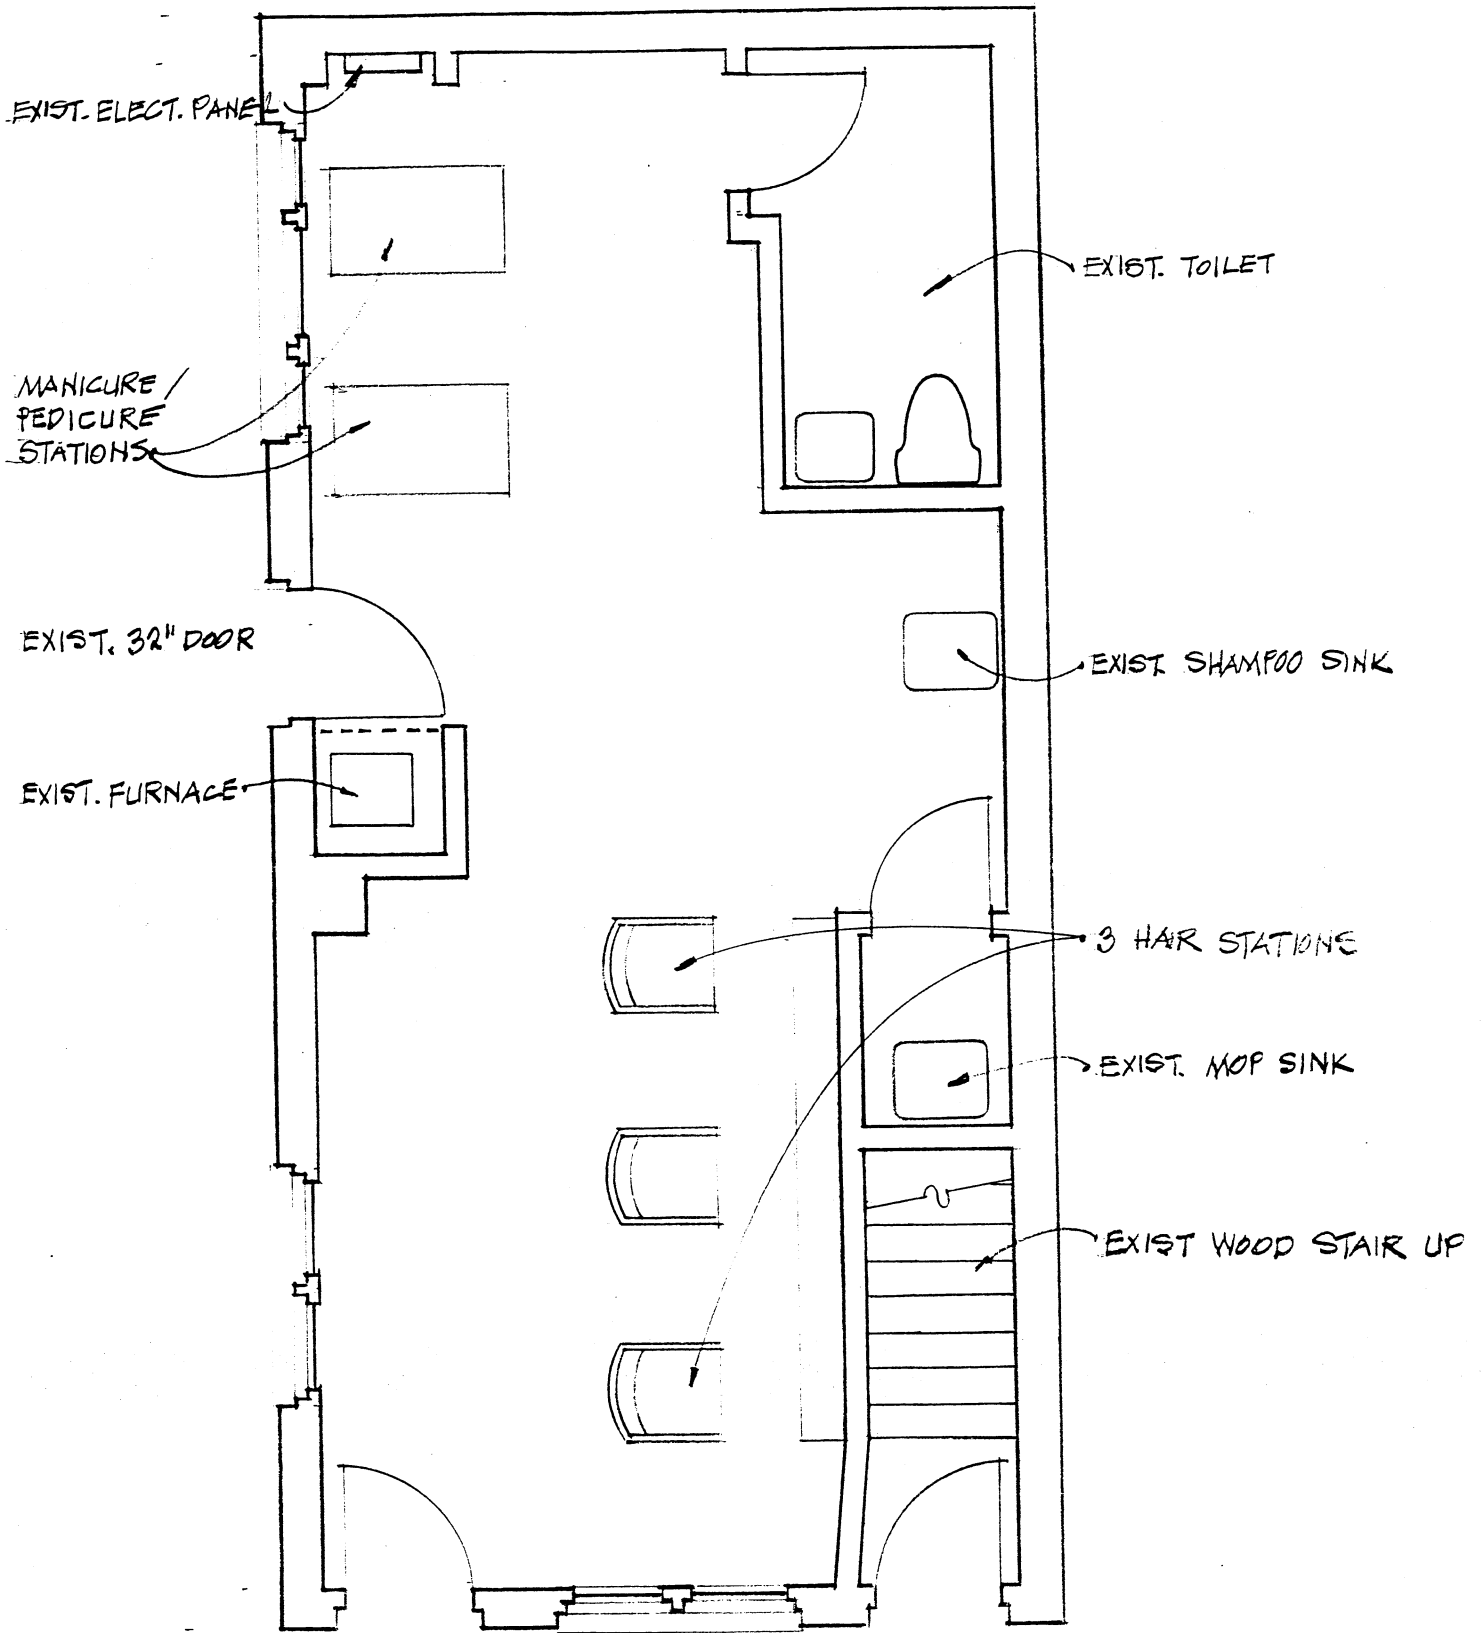 EXIST. ELECT. PANEL
EXIST. TOILET
MANICURE /
PEDICURE
STATIONS
EXIST. 32" DOOR
EXIST. SHAMPOO SINK
EXIST. FURNACE
3 HAIR STATIONS
EXIST. MOP SINK
EXIST WOOD STAIR UP